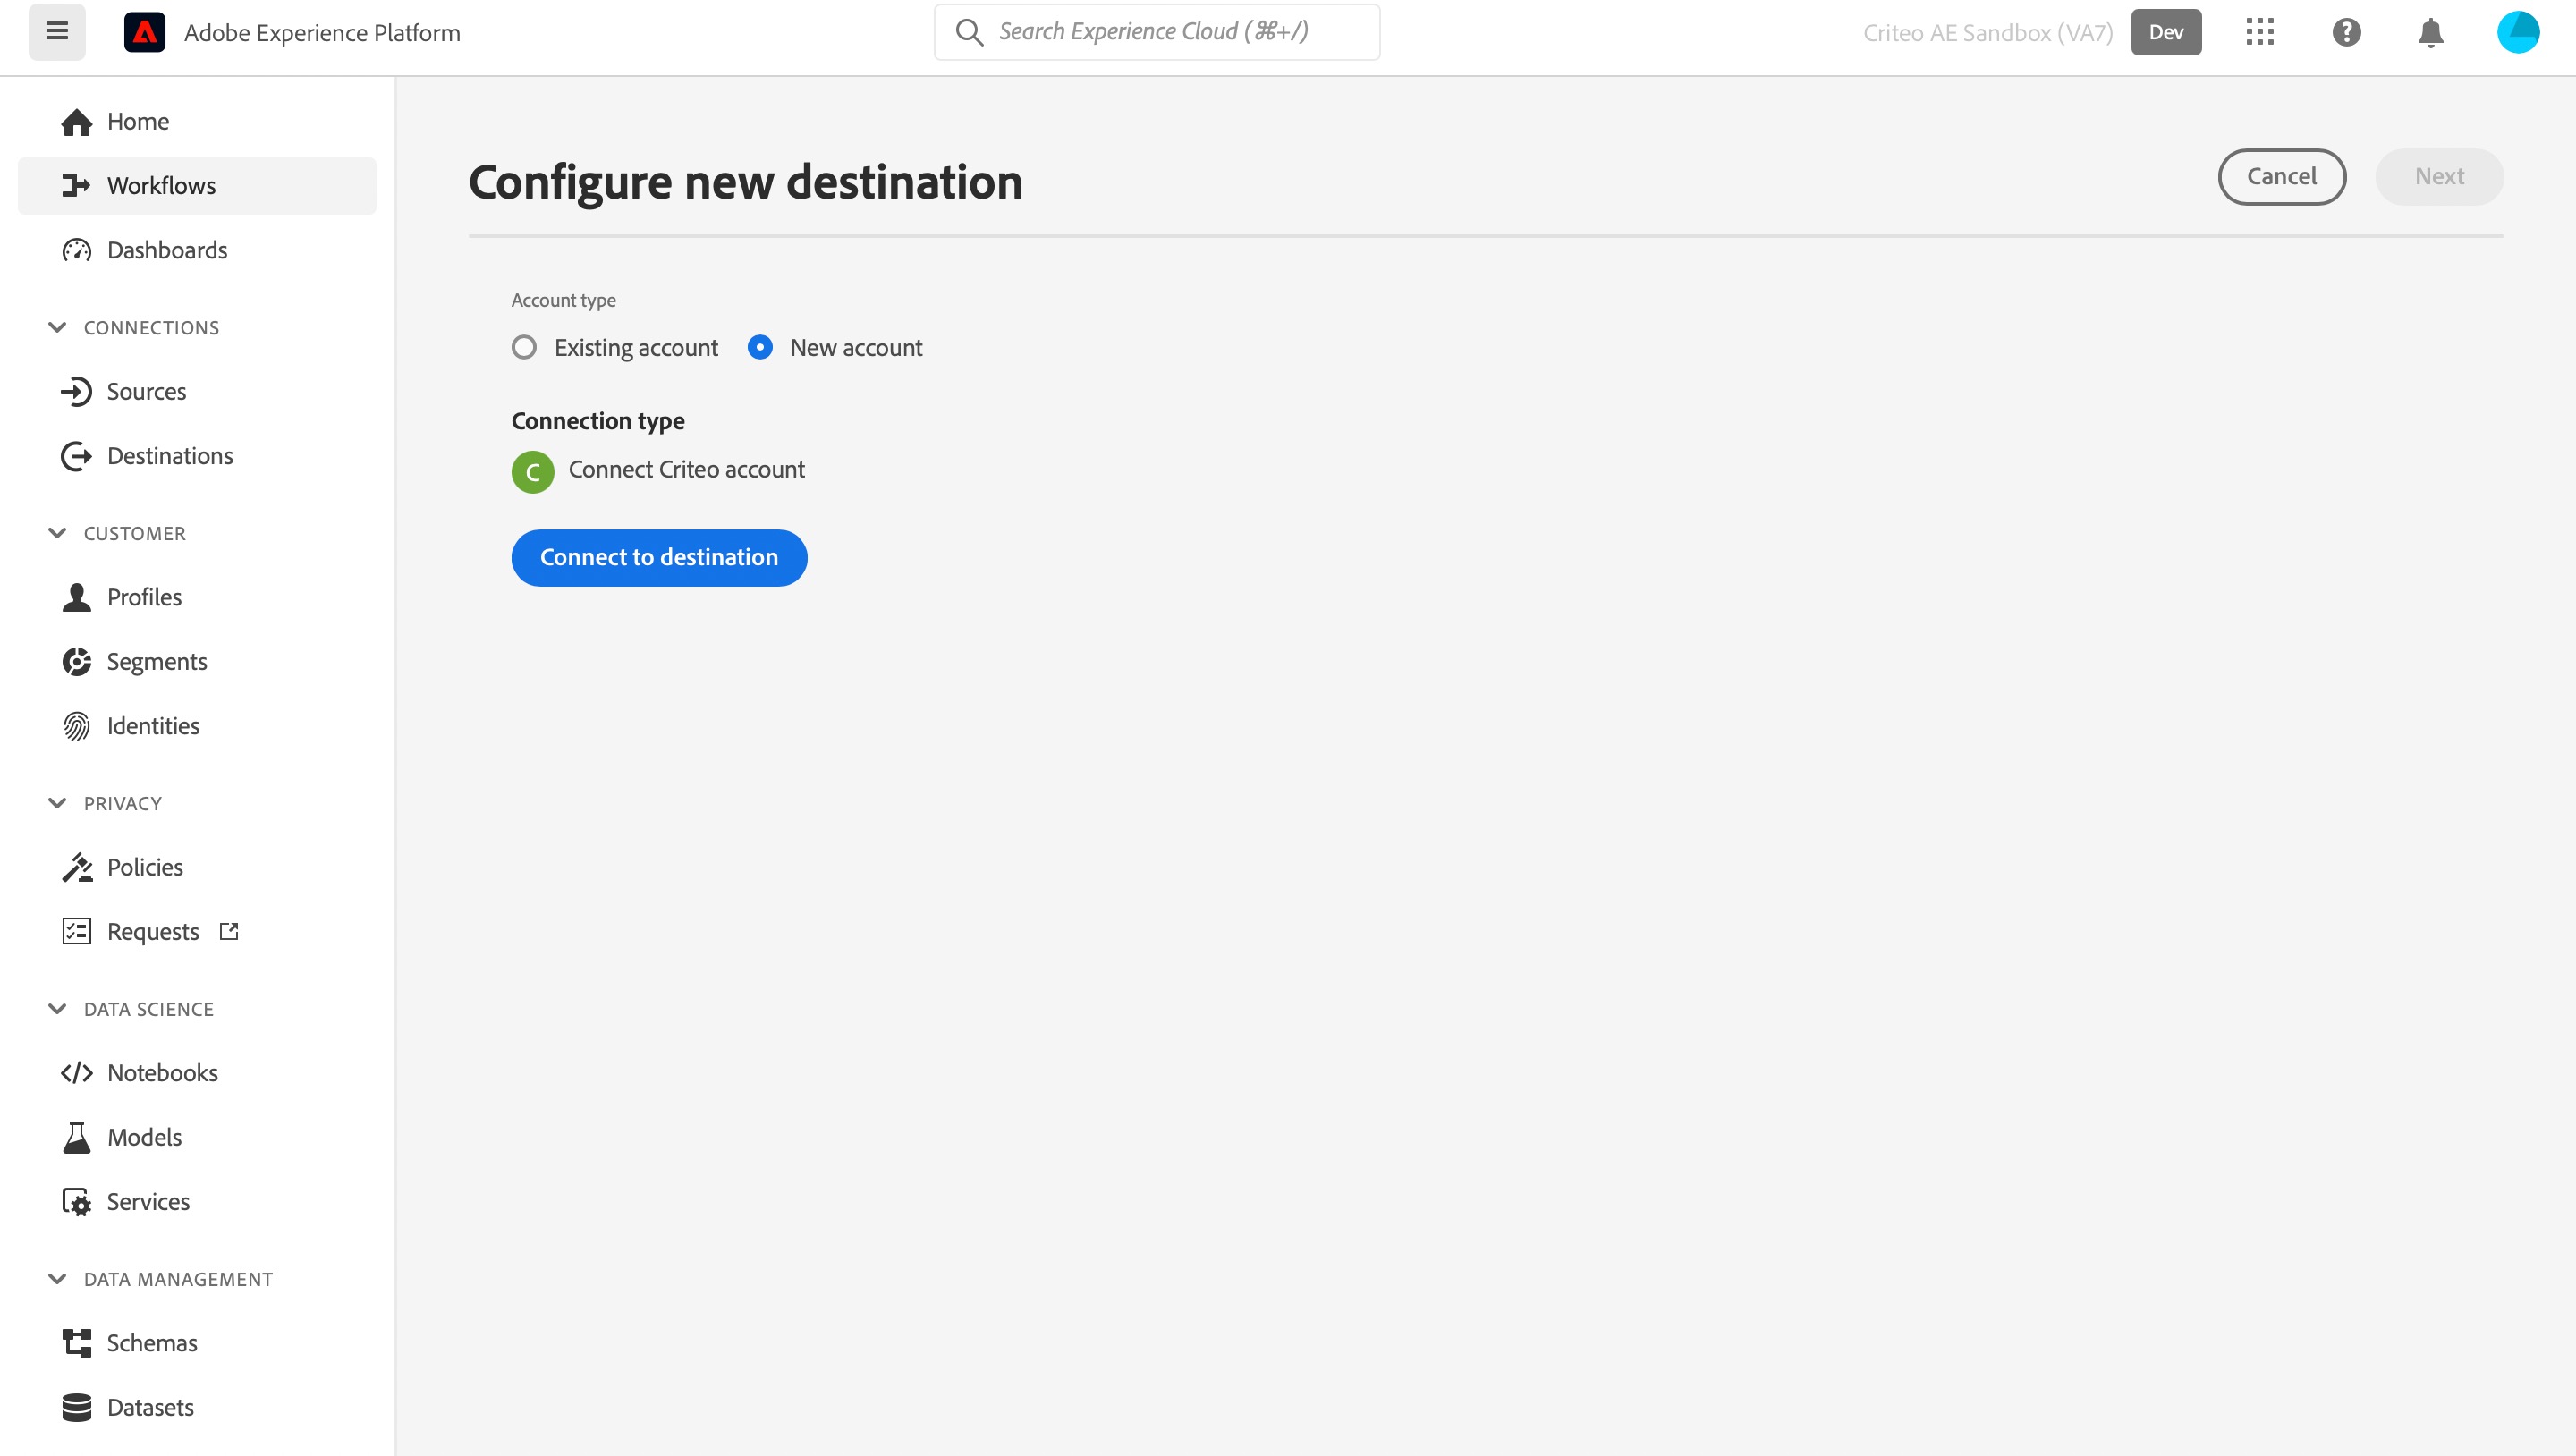 Adobe Experience Platform
Search Experience Cloud (⌘+/)
Criteo AE Sandbox (VA7)
Dev
Home
Workflows
Dashboards
CONNECTIONS
Sources
Destinations
CUSTOMER
Profiles
Segments
Identities
PRIVACY
Policies
Requests
DATA SCIENCE
Notebooks
Models
Services
DATA MANAGEMENT
Schemas
Datasets
Configure new destination
Cancel
Next
Account type
Existing account
New account
Connection type
C Connect Criteo account
Connect to destination